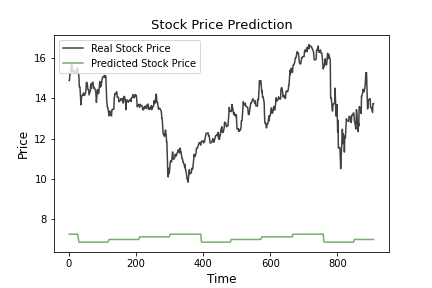 Stock Price Prediction
Real Stock Price
Predicted Stock Price
16
14
12
10
8
Price
0 200 400 600 800
Time